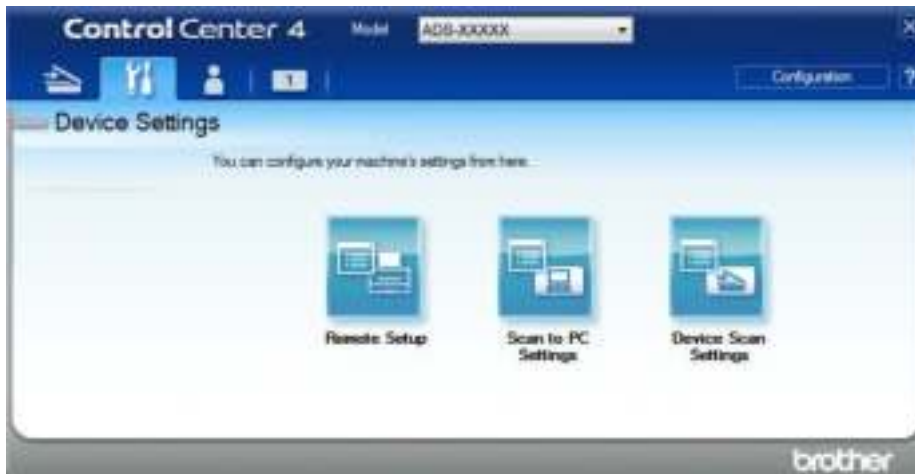 Control Center 4
Model
ADS-XXXXX
X
1
Configuration
?
Device Settings
You can configure your machine's settings from here.
Remote Setup
Scan to PC
Settings
Device Scan
Settings
brother